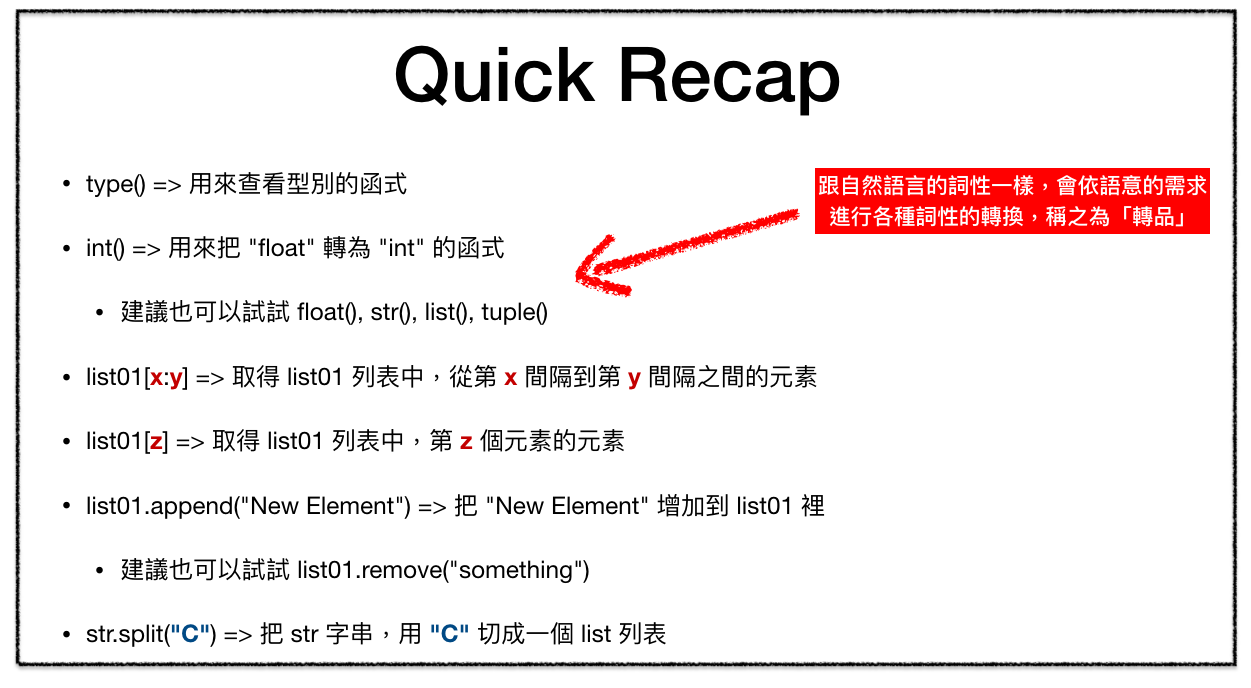 Quick Recap
• type() => 用來查看型別的函式
跟自然語言的詞性一樣，會依語意的需求
進行各種詞性的轉換，稱之為「轉品」
• int() => 用來把 "float" 轉為 "int" 的函式
• 建議也可以試試 float(), str(), list(), tuple()
• list01[x:y] => 取得 list01 列表中，從第 x 間隔到第 y 間隔之間的元素
• list01[z] => 取得 list01 列表中，第 z 個元素的元素
• list01.append("New Element") => 把 "New Element" 增加到 list01 裡
• 建議也可以試試 list01.remove("something")
• str.split("C") => 把 str 字串，用 "C" 切成一個 list 列表